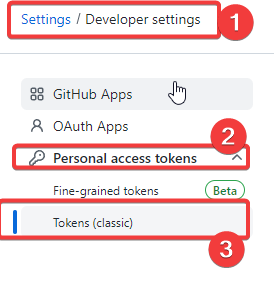 Settings / Developer settings
1
GitHub Apps
OAuth Apps
2
Personal access tokens
Fine-grained tokens Beta
Tokens (classic)
3